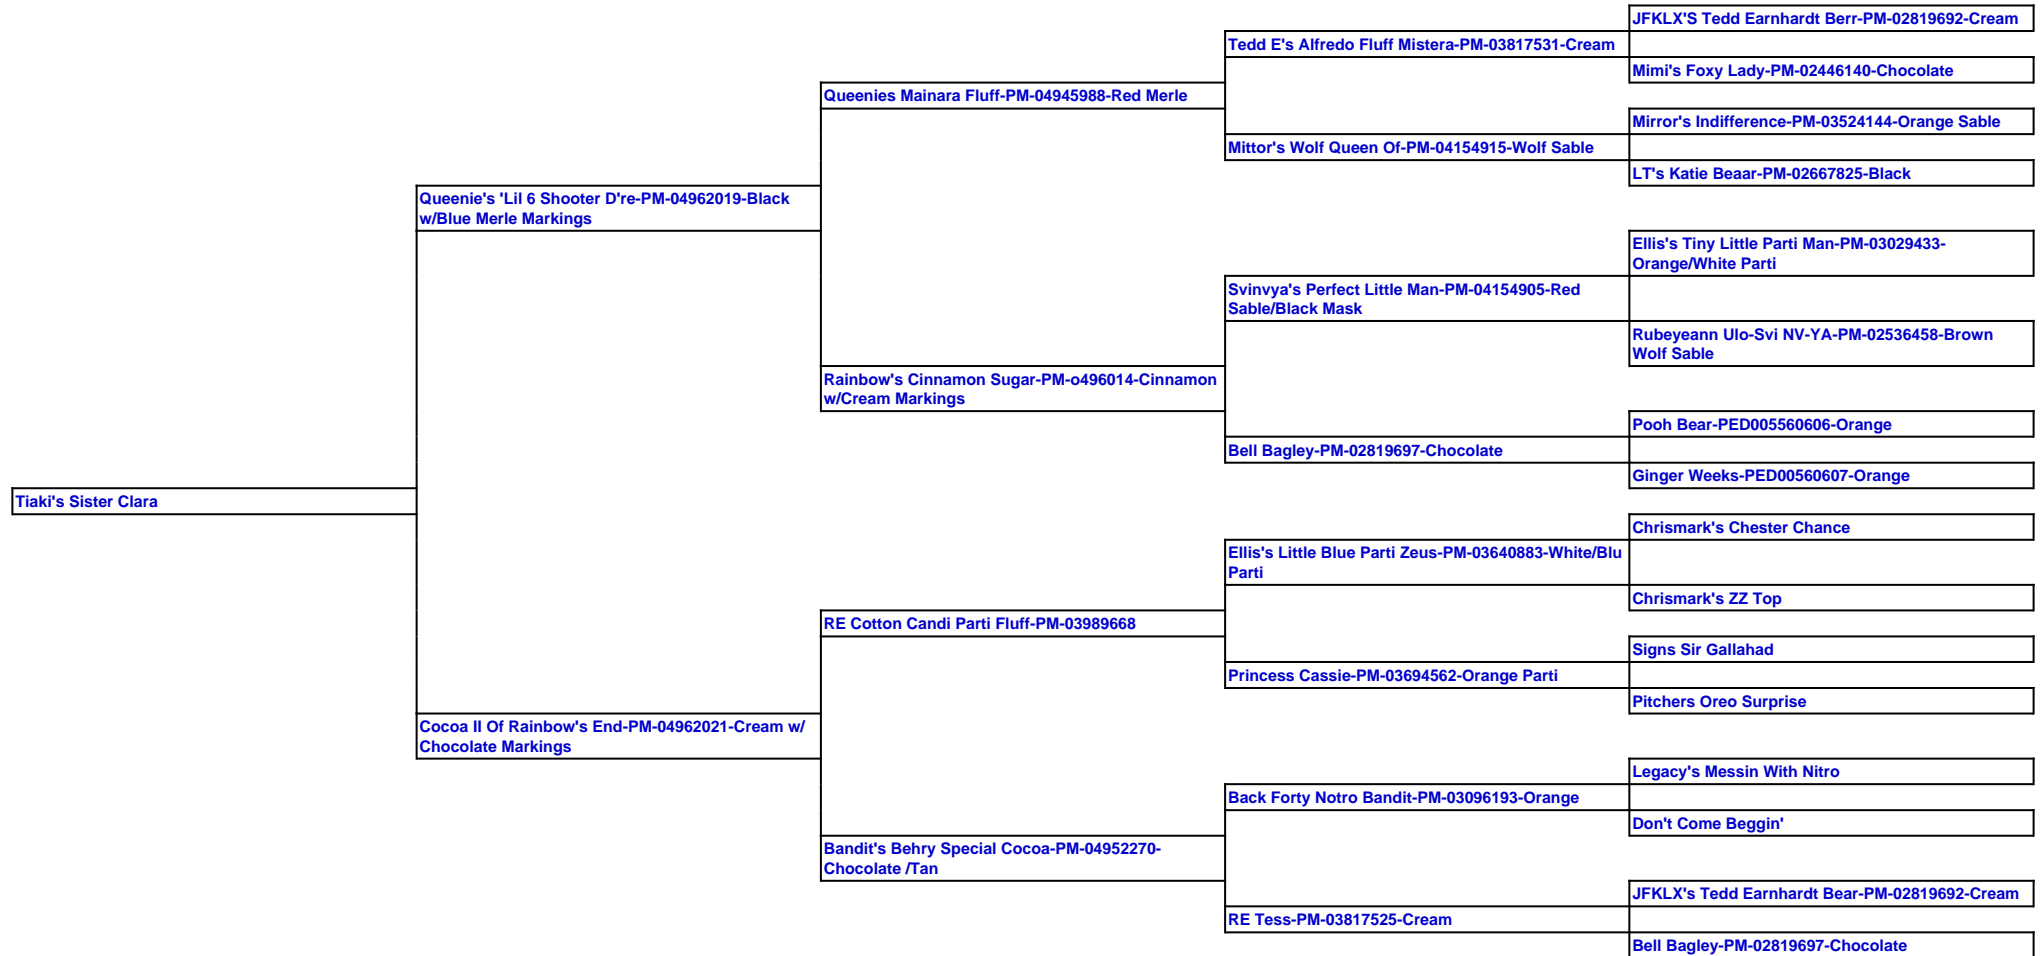 JFKLX'S Tedd Earnhardt Berr-PM-02819692-Cream
Tedd E's Alfredo Fluff Mistera-PM-03817531-Cream
Mimi's Foxy Lady-PM-02446140-Chocolate
Queenies Mainara Fluff-PM-04945988-Red Merle
Mirror's Indifference-PM-03524144-Orange Sable
Mittor's Wolf Queen Of-PM-04154915-Wolf Sable
LT's Katie Beaar-PM-02667825-Black
Queenie's 'Lil 6 Shooter D're-PM-04962019-Black
w/Blue Merle Markings
Ellis's Tiny Little Parti Man-PM-03029433-
Orange/White Parti
Svinvya's Perfect Little Man-PM-04154905-Red
Sable/Black Mask
Rubeyeann Ulo-Svi NV-YA-PM-02536458-Brown
Wolf Sable
Rainbow's Cinnamon Sugar-PM-o496014-Cinnamon
w/Cream Markings
Pooh Bear-PED005560606-Orange
Bell Bagley-PM-02819697-Chocolate
Ginger Weeks-PED00560607-Orange
Tiaki's Sister Clara
Chrismark's Chester Chance
Ellis's Little Blue Parti Zeus-PM-03640883-White/Blu
Parti
Chrismark's ZZ Top
RE Cotton Candi Parti Fluff-PM-03989668
Signs Sir Gallahad
Princess Cassie-PM-03694562-Orange Parti
Pitchers Oreo Surprise
Cocoa II Of Rainbow's End-PM-04962021-Cream w/
Chocolate Markings
Legacy's Messin With Nitro
Back Forty Notro Bandit-PM-03096193-Orange
Don't Come Beggin'
Bandit's Behry Special Cocoa-PM-04952270-
Chocolate /Tan
JFKLX's Tedd Earnhardt Bear-PM-02819692-Cream
RE Tess-PM-03817525-Cream
Bell Bagley-PM-02819697-Chocolate